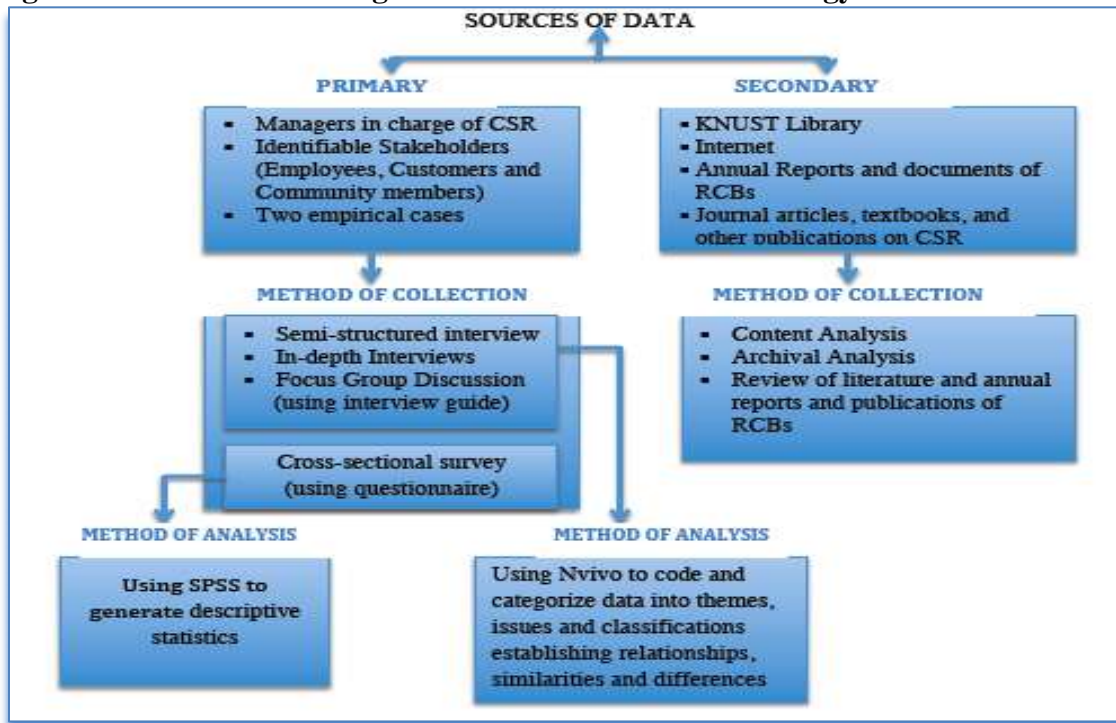 SOURCES OF DATA
PRIMARY
▪ Managers in charge of CSR
▪ Identifiable Stakeholders
(Employees, Customers and
Community members)
▪ Two empirical cases
SECONDARY
▪ KNUST Library
▪ Internet
▪ Annual Reports and documents of
RCBs
▪ Journal articles, textbooks, and
other publications on CSR
METHOD OF COLLECTION
▪ Semi-structured interview
▪ In-depth Interviews
▪ Focus Group Discussion
(using interview guide)
Cross-sectional survey
(using questionnaire)
METHOD OF COLLECTION
▪ Content Analysis
▪ Archival Analysis
▪ Review of literature and annual
reports and publications of
RCBs
METHOD OF ANALYSIS
Using SPSS to
generate descriptive
statistics
METHOD OF ANALYSIS
Using Nvivo to code and
categorize data into themes,
issues and classifications
establishing relationships,
similarities and differences